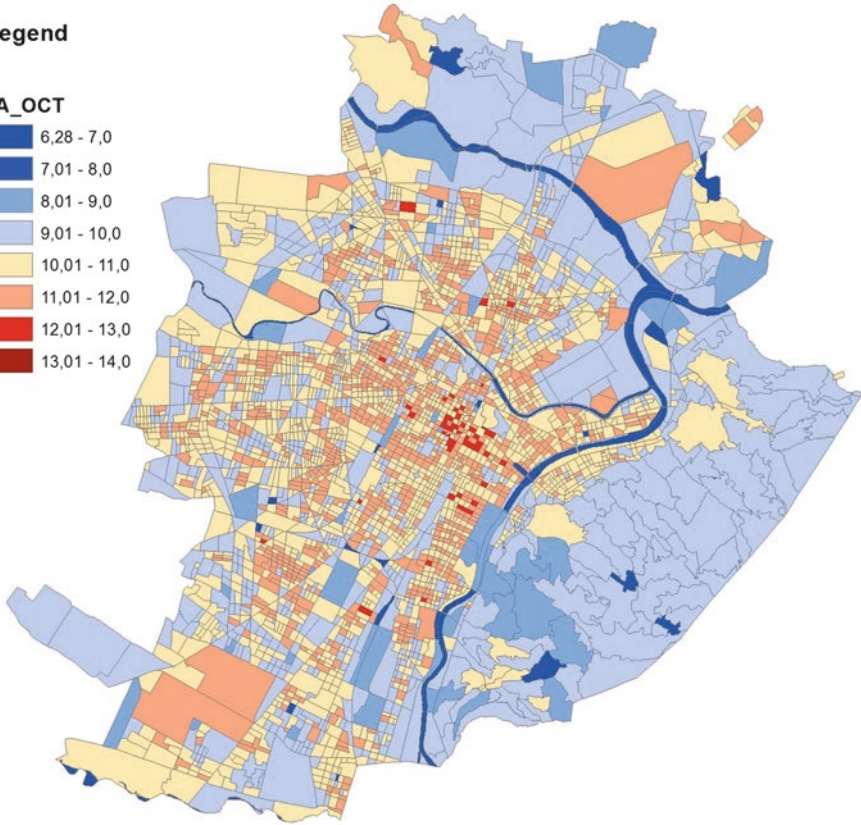 egend
A_OCT
6,28 - 7,0
7,01 - 8,0
8,01 - 9,0
9,01 - 10,0
10,01 - 11,0
11,01 - 12,0
12,01 - 13,0
13,01 - 14,0